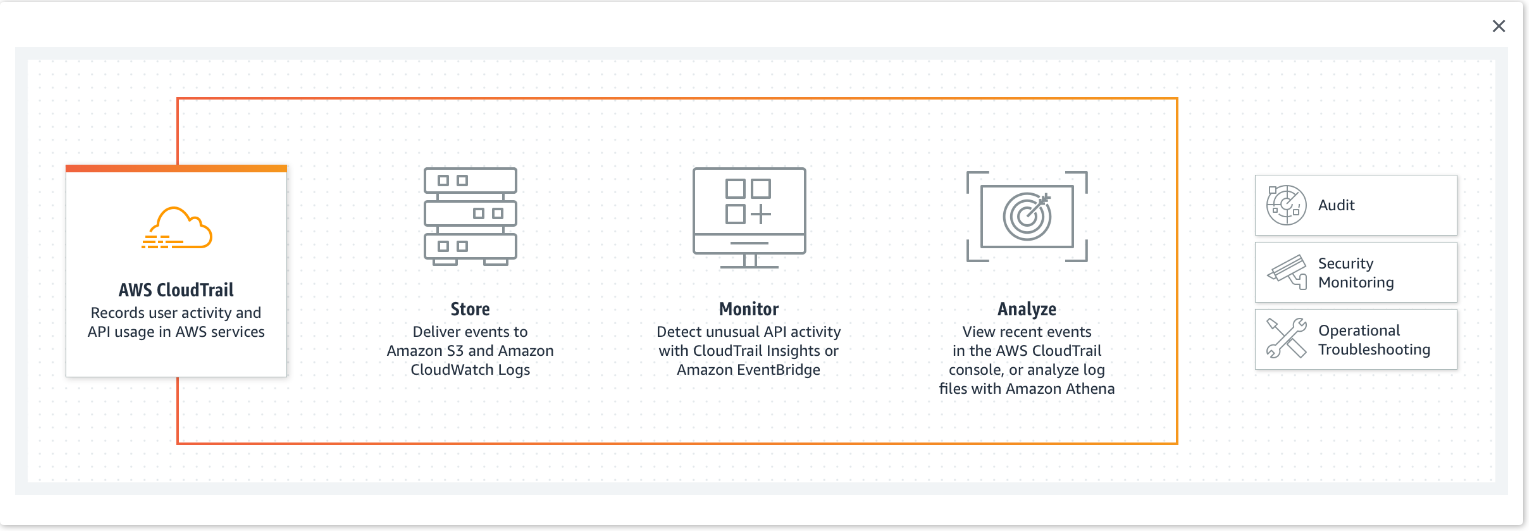 AWS CloudTrail
Records user activity and
API usage in AWS services
Store
Deliver events to
Amazon S3 and Amazon
CloudWatch Logs
Monitor
Detect unusual API activity
with CloudTrail Insights or
Amazon EventBridge
Analyze
View recent events
in the AWS CloudTrail
console, or analyze log
files with Amazon Athena
Audit
Security
Monitoring
Operational
Troubleshooting